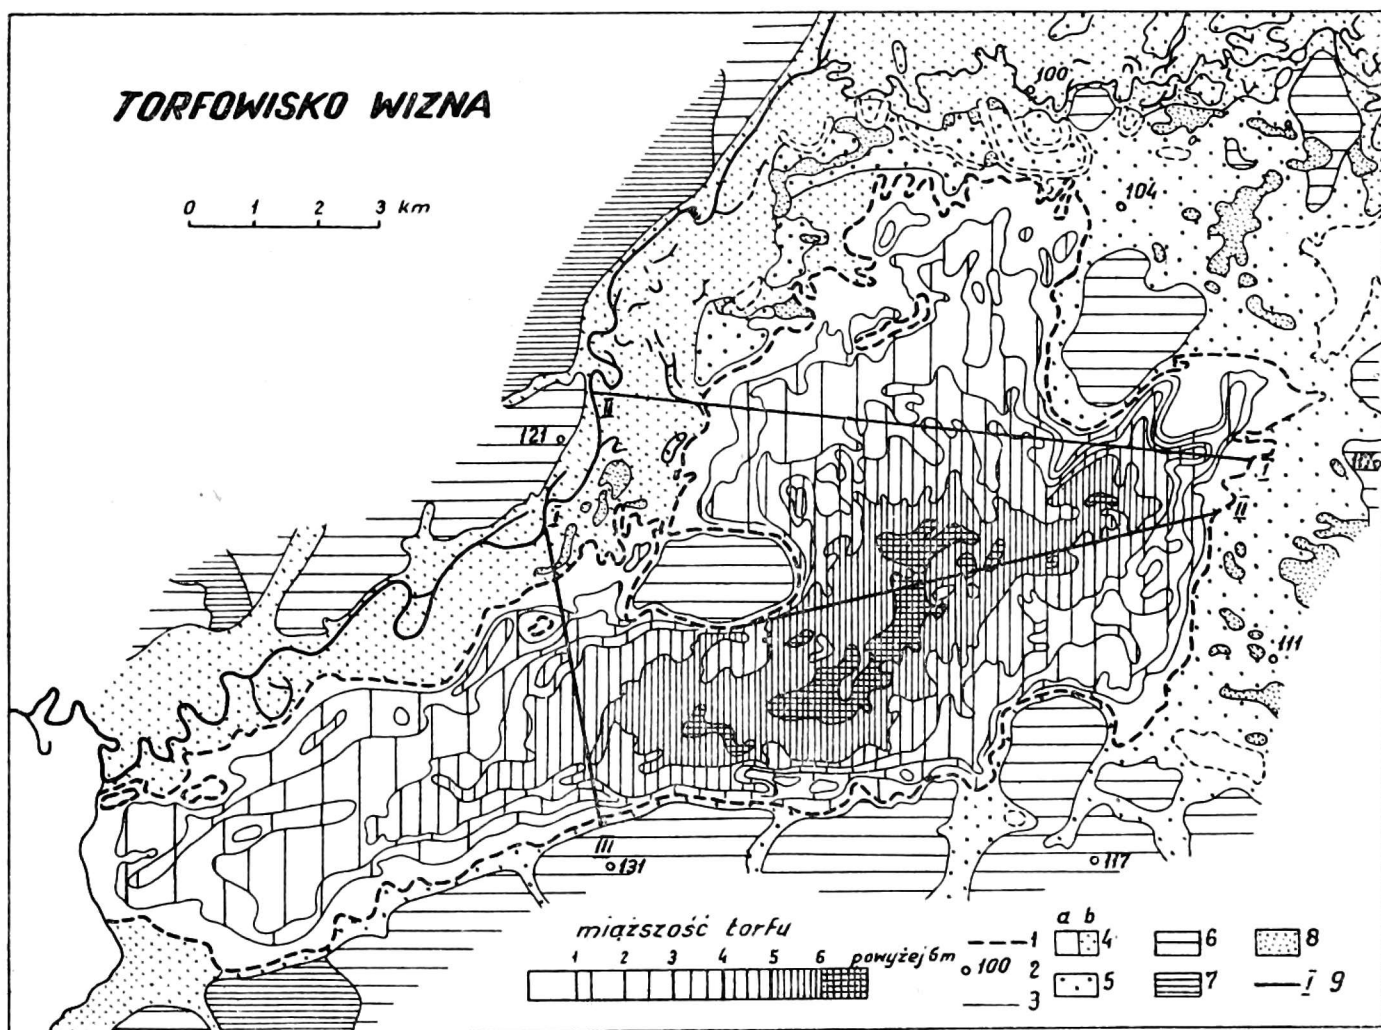 TORFOWISKO WIZNA
0 1 2 3 km
100
104
121
II
I
I
II
111
III
131
117
miąższość torfu
1 2 3 4 5 6 powyżej 6m
1
100 2
3
a b
4
5
6
7
8
I 9